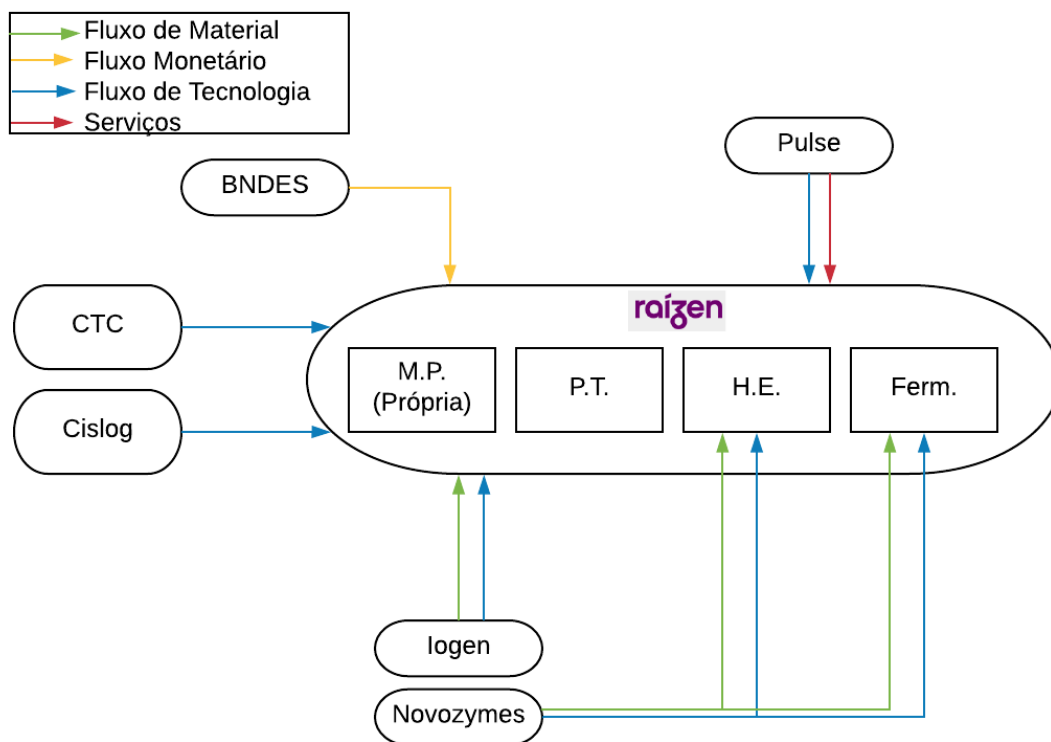 Fluxo de Material
Fluxo Monetário
Fluxo de Tecnologia
Serviços
Pulse
BNDES
raízen
CTC
M.P.
(Própria)
P.T.
H.E.
Ferm.
Cislog
Iogen
Novozymes